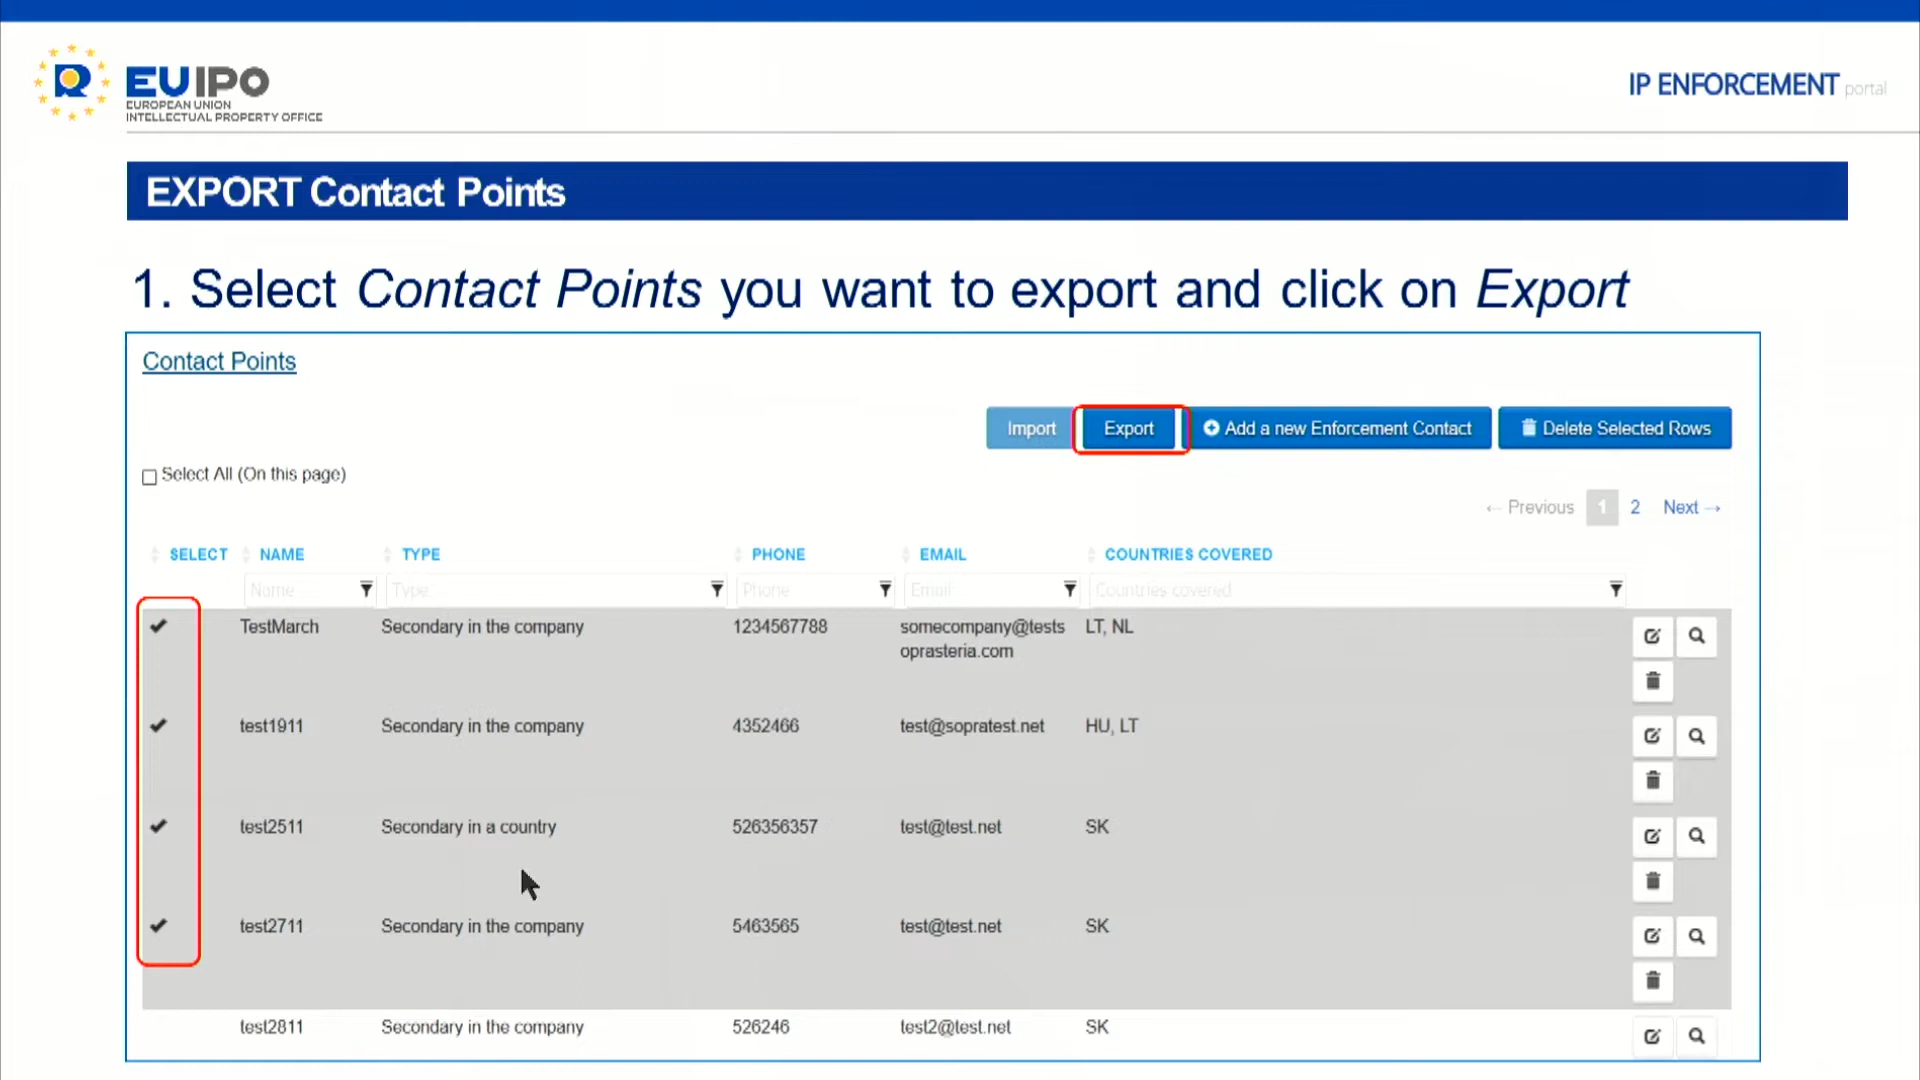 EUIPO
EUROPEAN UNION
INTELLECTUAL PROPERTY OFFICE
IP ENFORCEMENT portal
EXPORT Contact Points
1. Select Contact Points you want to export and click on Export
Contact Points
Import Export Add a new Enforcement Contact Delete Selected Rows
Select All (On this page)
← Previous 1 2 Next →
SELECT NAME TYPE PHONE EMAIL COUNTRIES COVERED
Name... Type... Phone Email Countries covered
TestMarch Secondary in the company 1234567788 somecompany@tests LT, NL
oprasteria.com
test1911 Secondary in the company 4352466 test@sopratest.net HU, LT
test2511 Secondary in a country 526356357 test@test.net SK
test2711 Secondary in the company 5463565 test@test.net SK
test2811 Secondary in the company 526246 test2@test.net SK